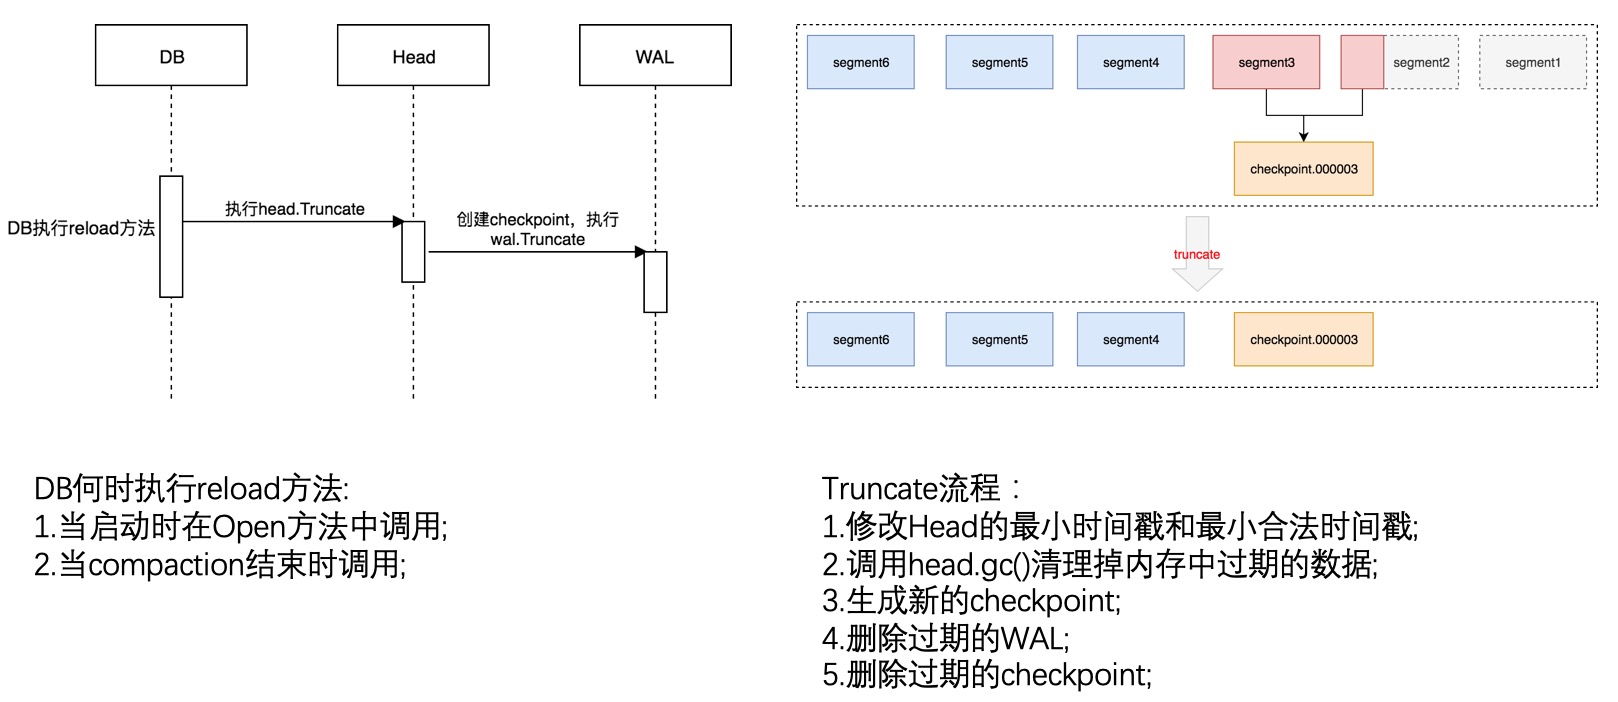 DB
Head
WAL
DB执行reload方法
执行head.Truncate
创建checkpoint，执行
wal.Truncate
segment6
segment5
segment4
segment3
segment2
segment1
checkpoint.000003
truncate
segment6
segment5
segment4
checkpoint.000003
DB何时执行reload方法:
1.当启动时在Open方法中调用;
2.当compaction结束时调用;
Truncate流程：
1.修改Head的最小时间戳和最小合法时间戳;
2.调用head.gc()清理掉内存中过期的数据;
3.生成新的checkpoint;
4.删除过期的WAL;
5.删除过期的checkpoint;